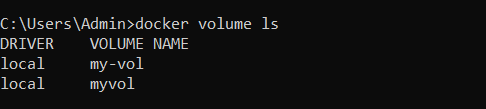 C:\Users\Admin>docker volume ls
DRIVER    VOLUME NAME
local     my-vol
local     myvol